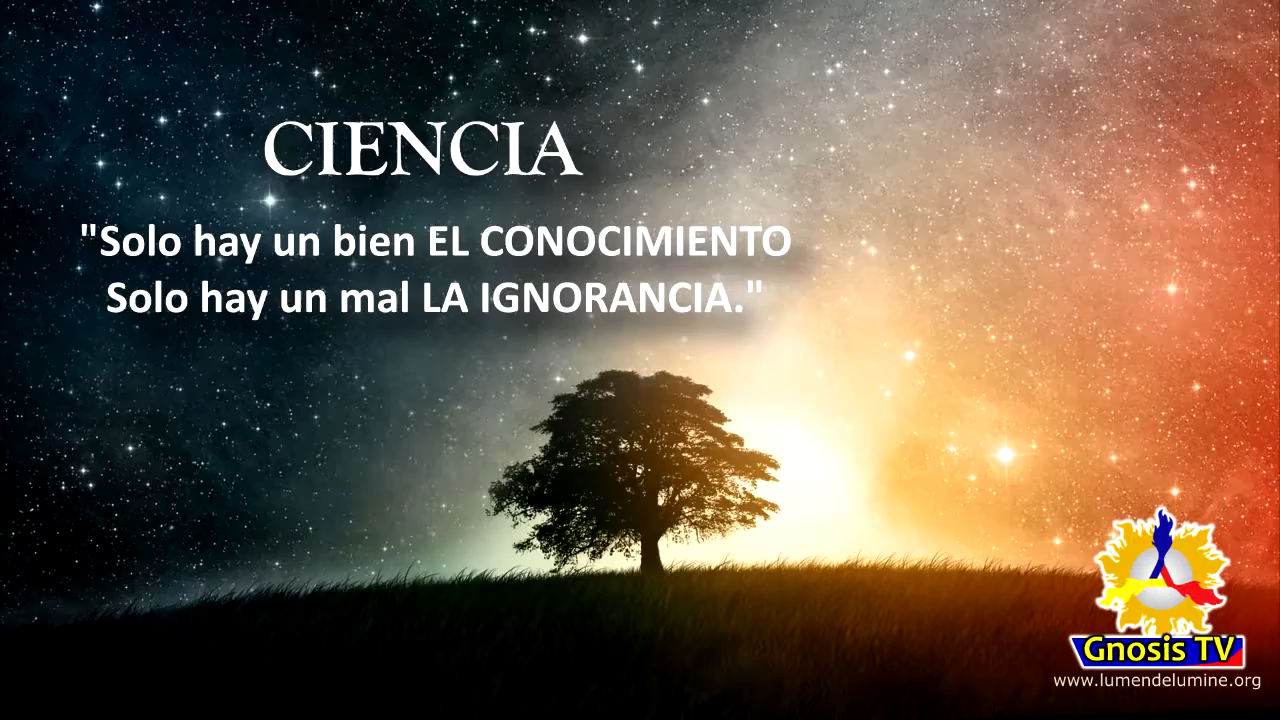 CIENCIA
"Solo hay un bien EL CONOCIMIENTO
Solo hay un mal LA IGNORANCIA."
Gnosis TV
www.lumendelumine.org